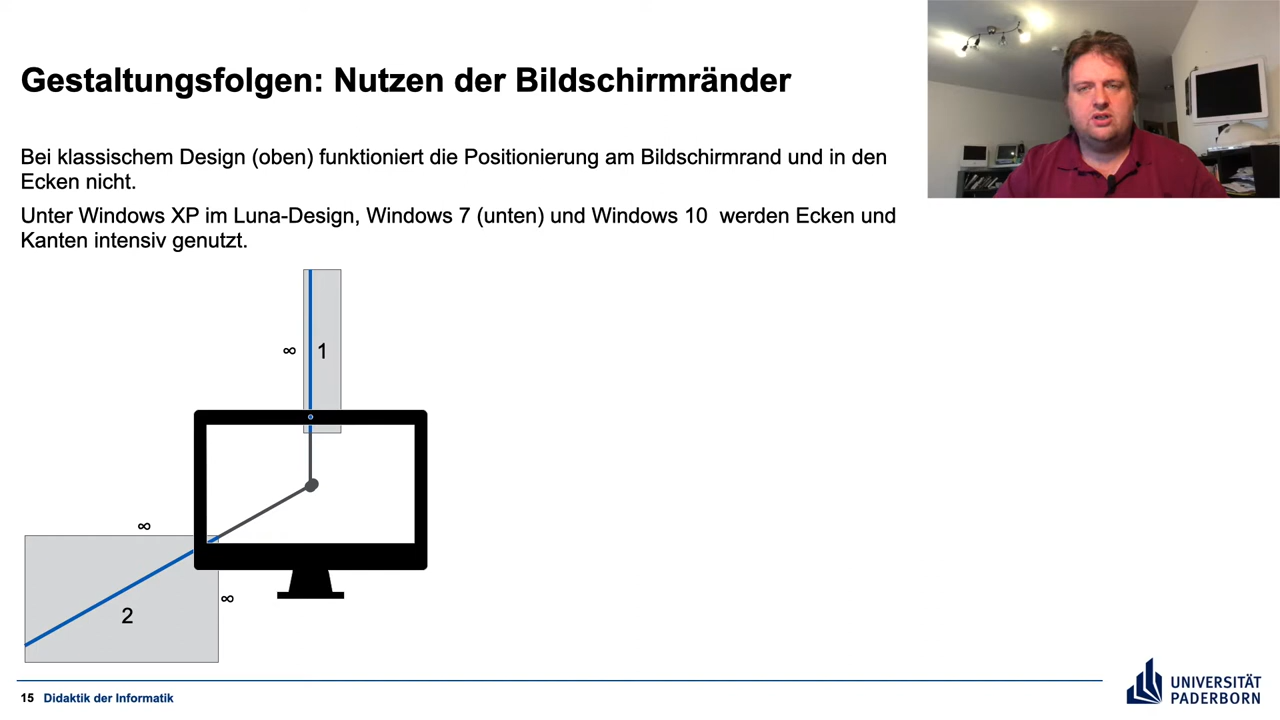 Gestaltungsfolgen: Nutzen der Bildschirmränder
Bei klassischem Design (oben) funktioniert die Positionierung am Bildschirmrand und in den
Ecken nicht.
Unter Windows XP im Luna-Design, Windows 7 (unten) und Windows 10 werden Ecken und
Kanten intensiv genutzt.
∞ 1
∞
∞
2
15 Didaktik der Informatik
UNIVERSITÄT
PADERBORN